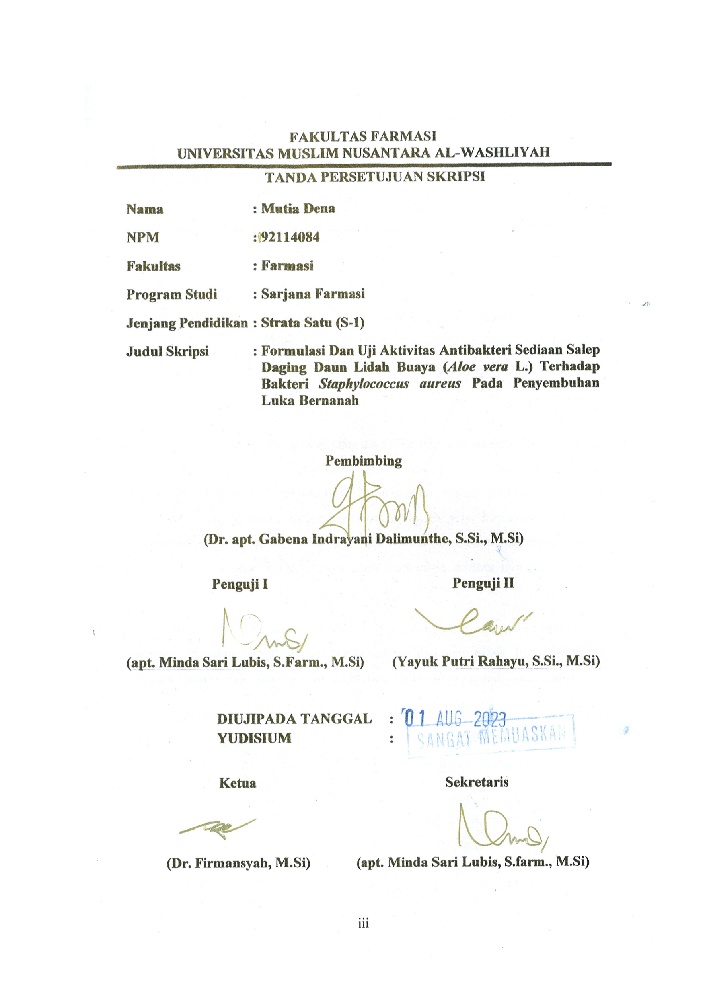 FAKULTAS FARMASI
UNIVERSITAS MUSLIM NUSANTARA AL-WASHLIYAH
TANDA PERSETUJUAN SKRIPSI
Nama : Mutia Dena
NPM :192114084
Fakultas : Farmasi
Program Studi : Sarjana Farmasi
Jenjang Pendidikan : Strata Satu (S-1)
Judul Skripsi : Formulasi Dan Uji Aktivitas Antibakteri Sediaan Salep
Daging Daun Lidah Buaya (Aloe vera L.) Terhadap
Bakteri Staphylococcus aureus Pada Penyembuhan
Luka Bernanah
Pembimbing
(Dr. apt. Gabena Indrayani Dalimunthe, S.Si., M.Si)
Penguji I Penguji II
(apt. Minda Sari Lubis, S.Farm., M.Si) (Yayuk Putri Rahayu, S.Si., M.Si)
DIUJIPADA TANGGAL : 01 AUG 2023
YUDISIUM : SANGAT MEMUASKAN
Ketua Sekretaris
(Dr. Firmansyah, M.Si) (apt. Minda Sari Lubis, S.farm., M.Si)
iii